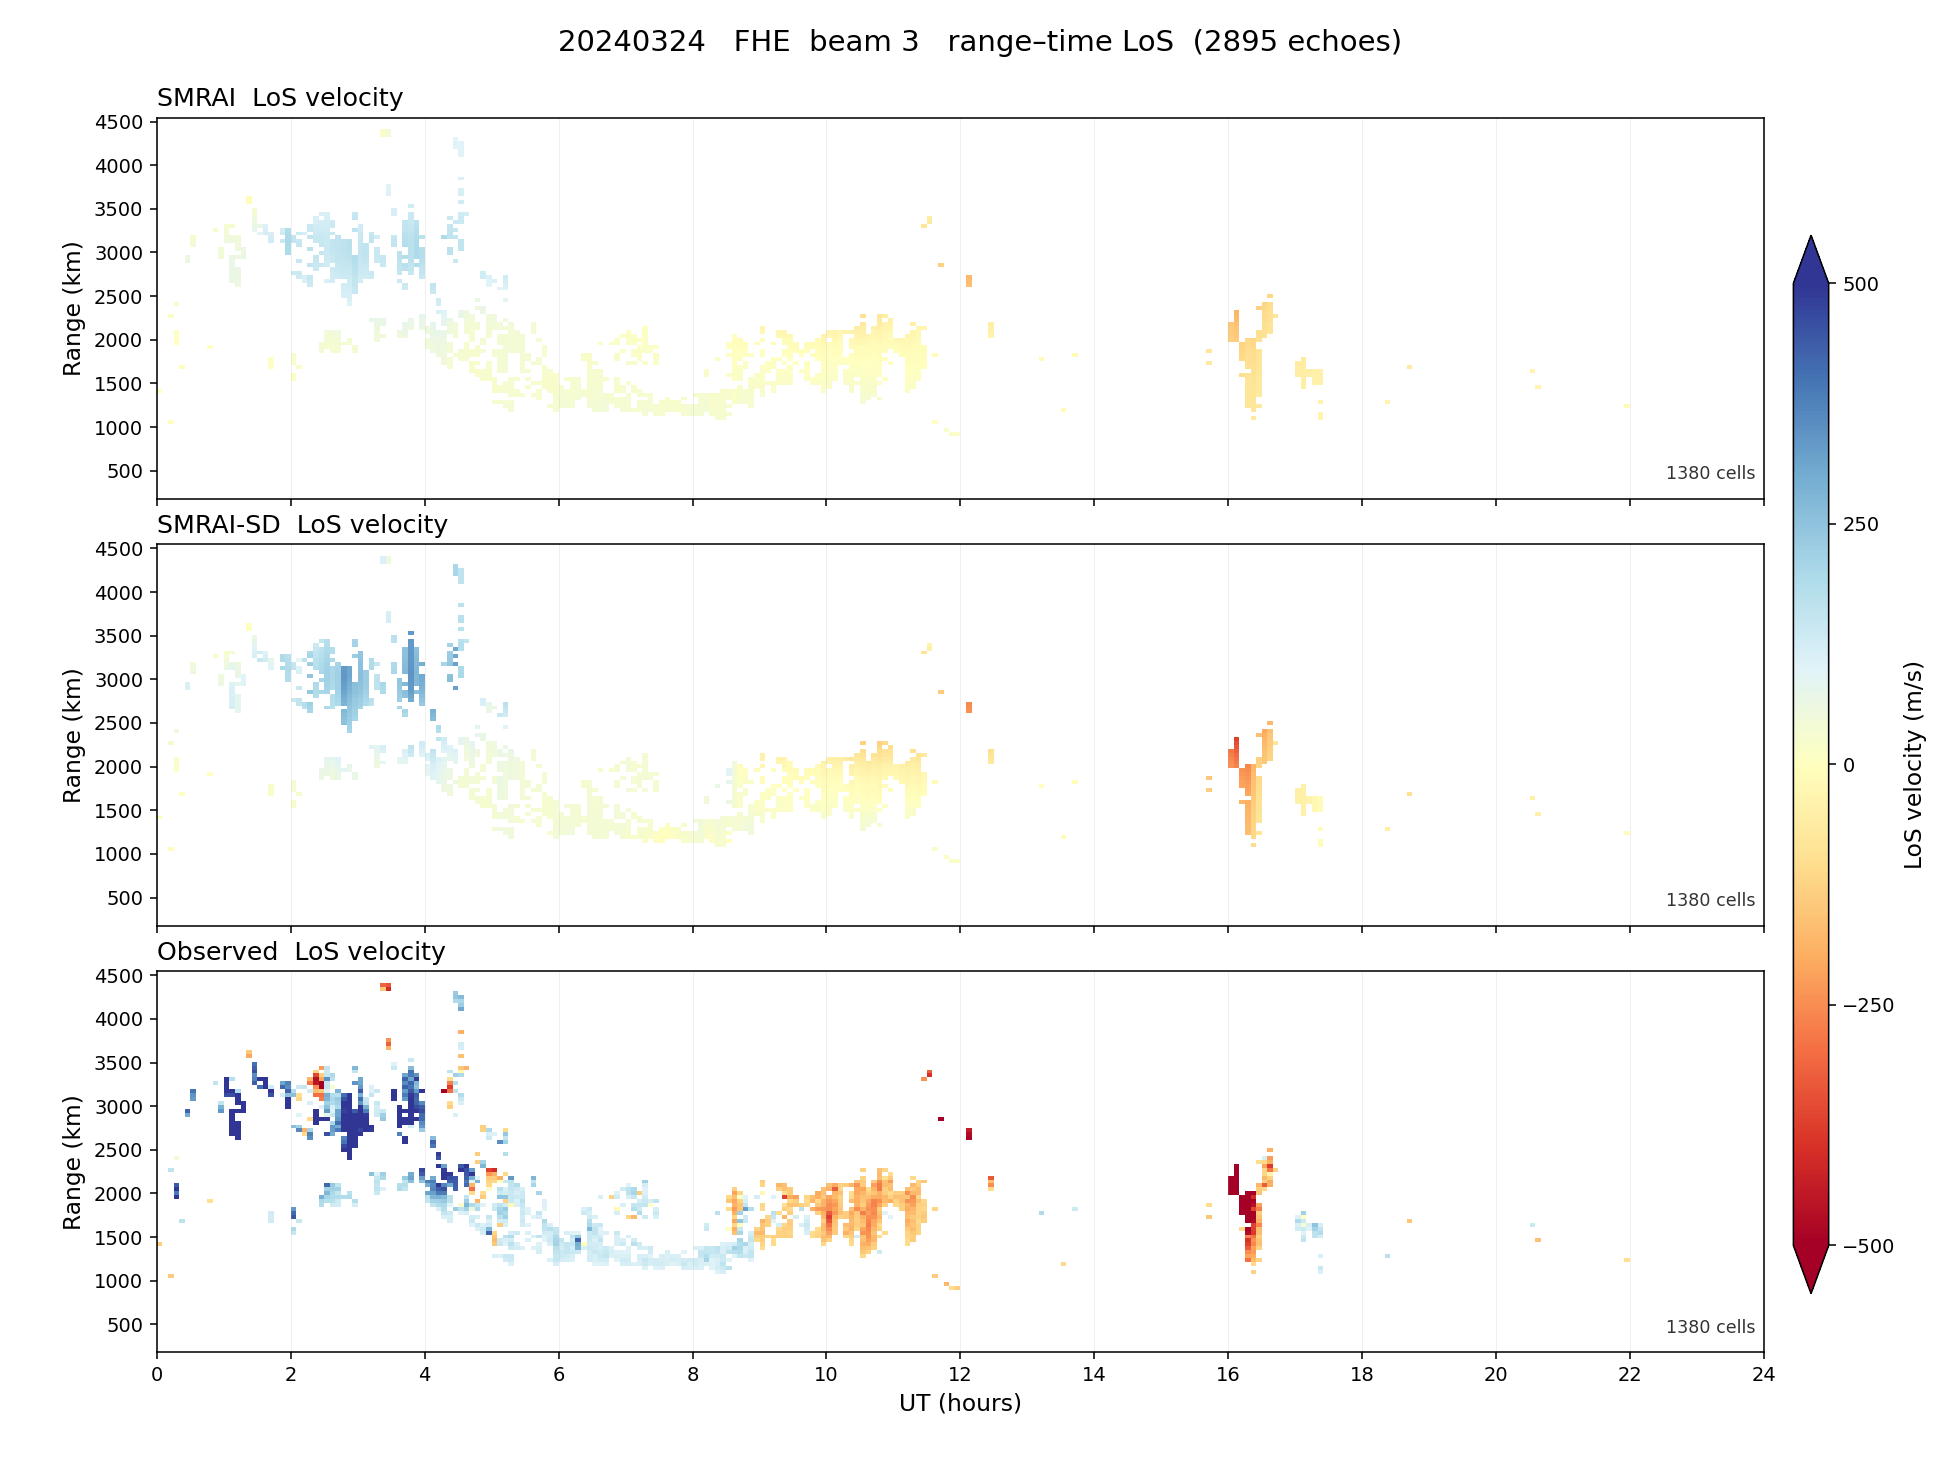 20240324   FHE  beam 3   range–time LoS  (2895 echoes)
SMRAI  LoS velocity
4500
4000
3500
3000
2500
2000
1500
1000
500
Range (km)
1380 cells
SMRAI-SD  LoS velocity
4500
4000
3500
3000
2500
2000
1500
1000
500
Range (km)
1380 cells
Observed  LoS velocity
4500
4000
3500
3000
2500
2000
1500
1000
500
Range (km)
1380 cells
0 2 4 6 8 10 12 14 16 18 20 22 24
UT (hours)
500
250
0
−250
−500
LoS velocity (m/s)